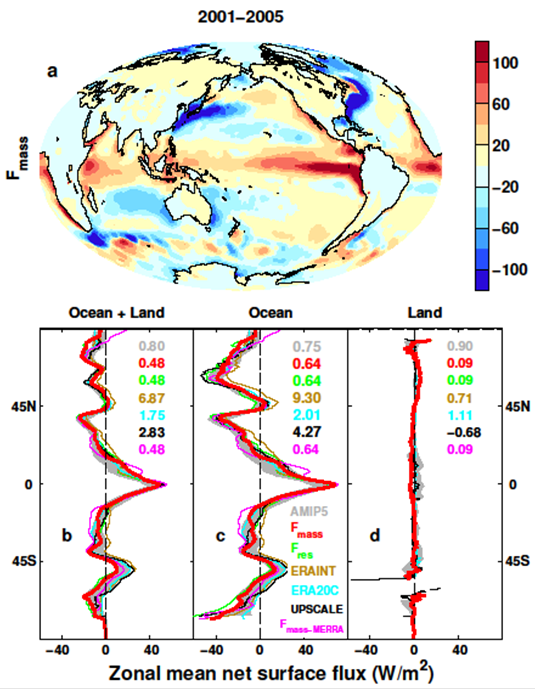 2001−2005
a
F mass
100
60
20
−20
−60
−100
Ocean + Land
Ocean
Land
0.80
0.48
0.48
6.87
1.75
2.83
0.48
0.75
0.64
0.64
9.30
2.01
4.27
0.64
0.90
0.09
0.09
0.71
1.11
−0.68
0.09
45N
0
45S
45N
0
45S
b
c
d
AMIP5
Fmass
Fres
ERAINT
ERA20C
UPSCALE
Fmass−MERRA
−40 0 40
−40 0 40
−40 0 40
Zonal mean net surface flux (W/m²)